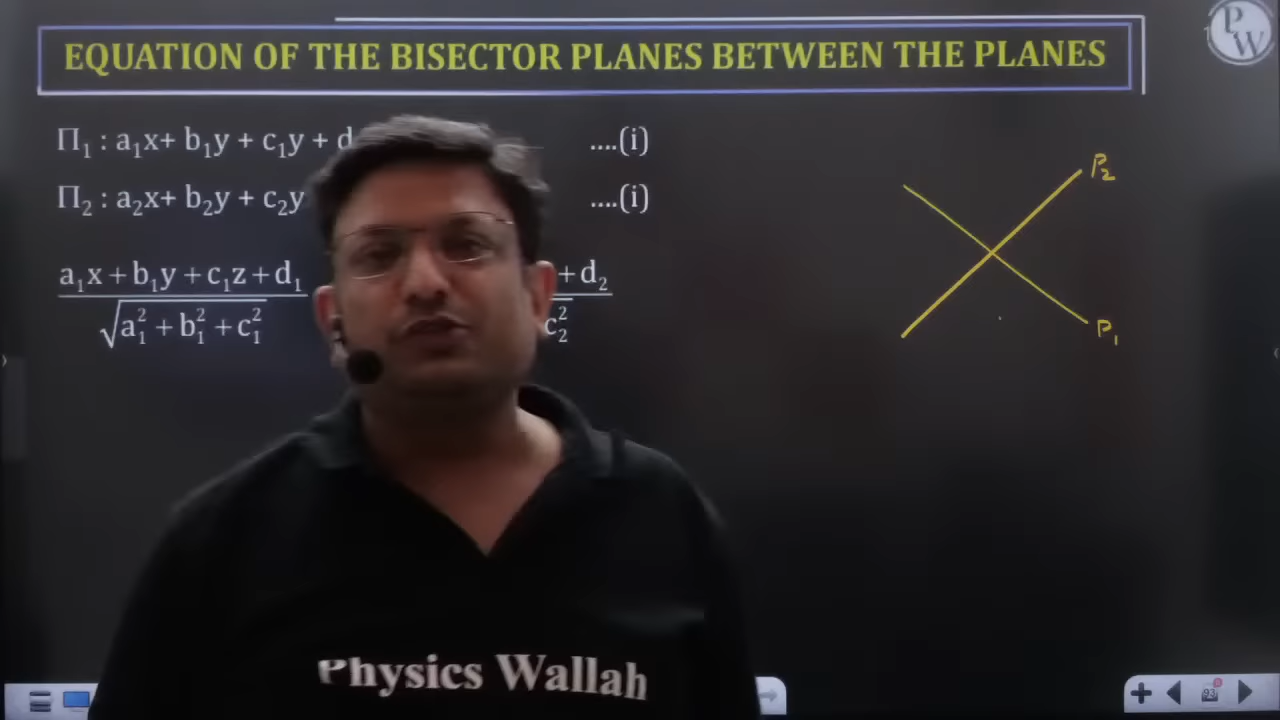 EQUATION OF THE BISECTOR PLANES BETWEEN THE PLANES
PW
Π₁ : a₁x+ b₁y + c₁y + d ....(i)
Π₂ : a₂x+ b₂y + c₂y ....(i)
P₂
P₁
a₁x + b₁y + c₁z + d₁ + d₂
√a₁² + b₁² + c₁² c₂²
Physics Wallah
93